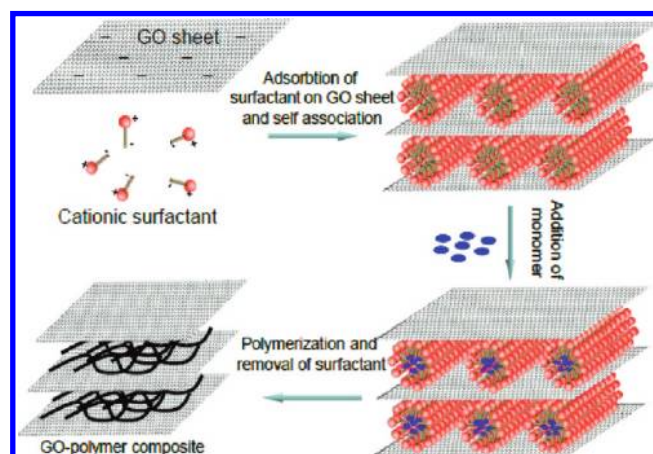 GO sheet
Adsorbtion of
surfactant on GO sheet
and self association
Cationic surfactant
Addition of
monomer
Polymerization and
removal of surfactant
GO-polymer composite